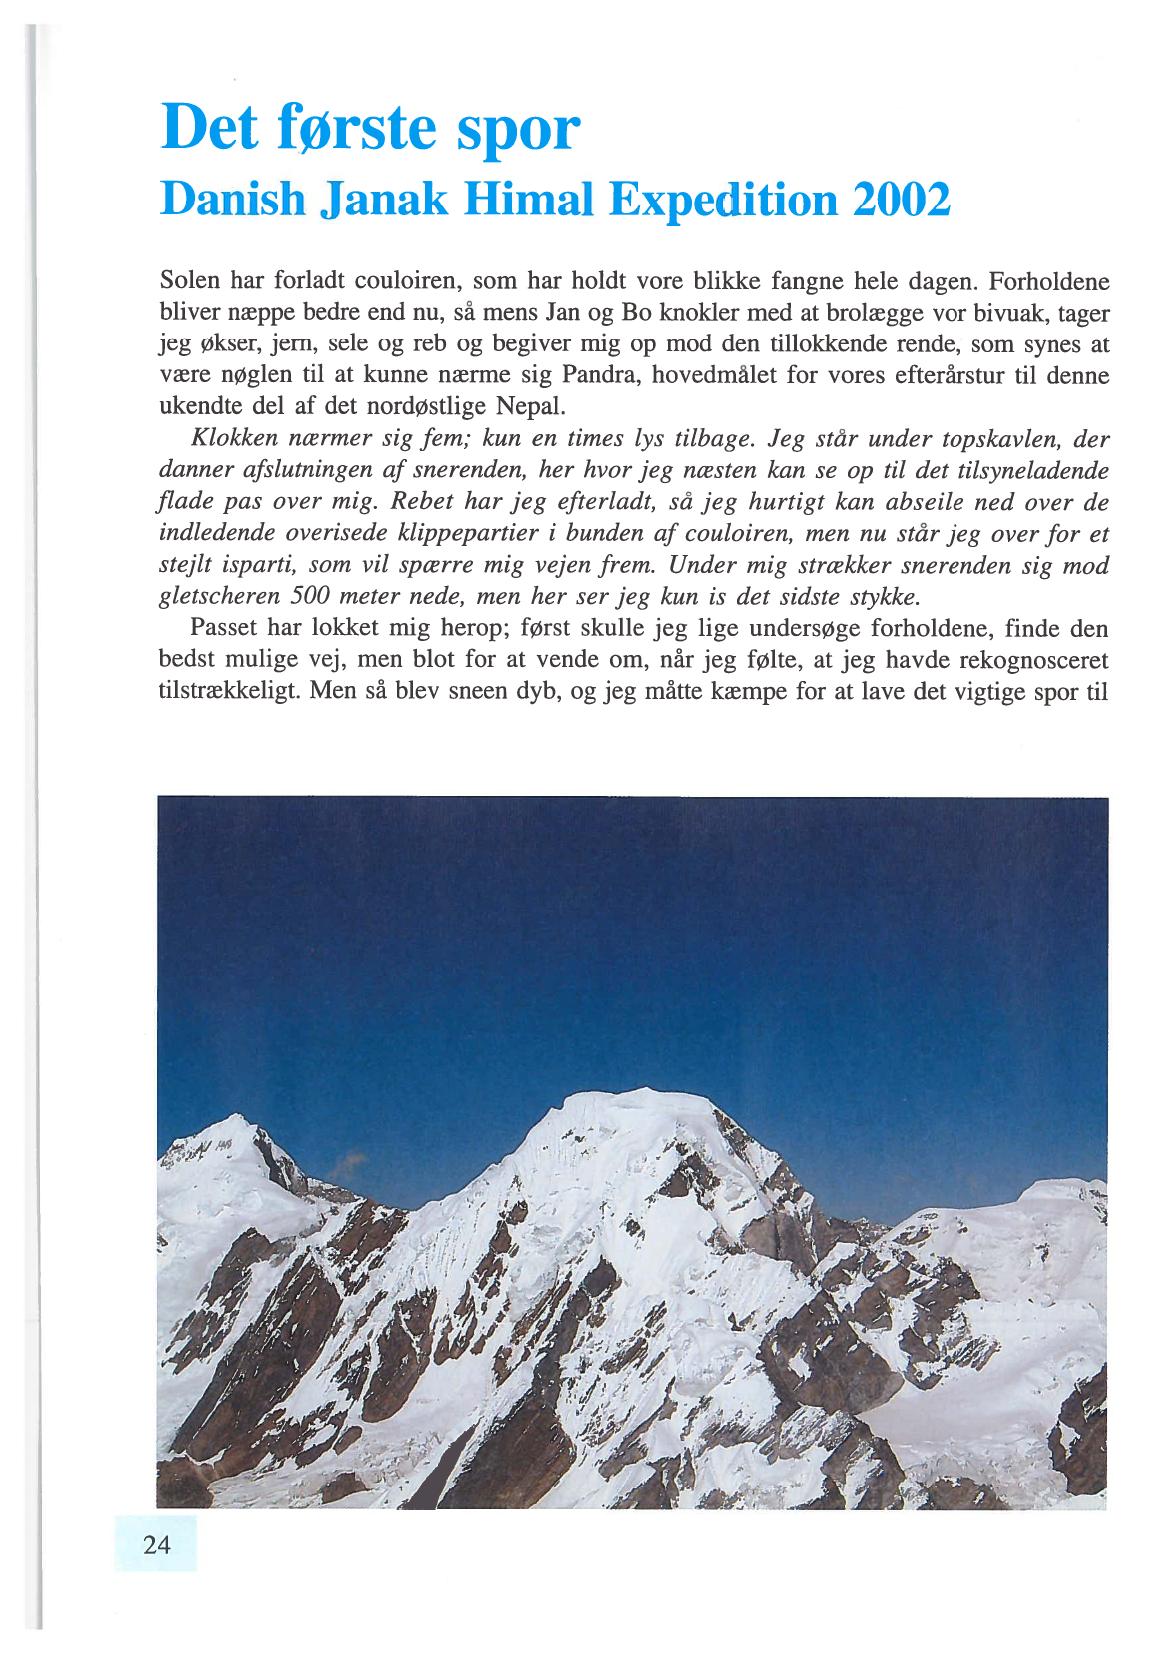 Det første spor
Danish Janak Himal Expedition 2002
Solen har forladt couloiren, som har holdt vore blikke fangne hele dagen. Forholdene
bliver næppe bedre end nu, så mens Jan og Bo knokler med at brolægge vor bivuak, tager
jeg økser, jern, sele og reb og begiver mig op mod den tillokkende rende, som synes at
være nøglen til at kunne nærme sig Pandra, hovedmålet for vores efterårstur til denne
ukendte del af det nordøstlige Nepal.
Klokken nærmer sig fem; kun en times lys tilbage. Jeg står under topskavlen, der
danner afslutningen af snerenden, her hvor jeg næsten kan se op til det tilsyneladende
flade pas over mig. Rebet har jeg efterladt, så jeg hurtigt kan abseile ned over de
indledende overisede klippepartier i bunden af couloiren, men nu står jeg over for et
stejlt isparti, som vil spærre mig vejen frem. Under mig strækker snerenden sig mod
gletscheren 500 meter nede, men her ser jeg kun is det sidste stykke.
Passet har lokket mig herop; først skulle jeg lige undersøge forholdene, finde den
bedst mulige vej, men blot for at vende om, når jeg følte, at jeg havde rekognosceret
tilstrækkeligt. Men så blev sneen dyb, og jeg måtte kæmpe for at lave det vigtige spor til
24